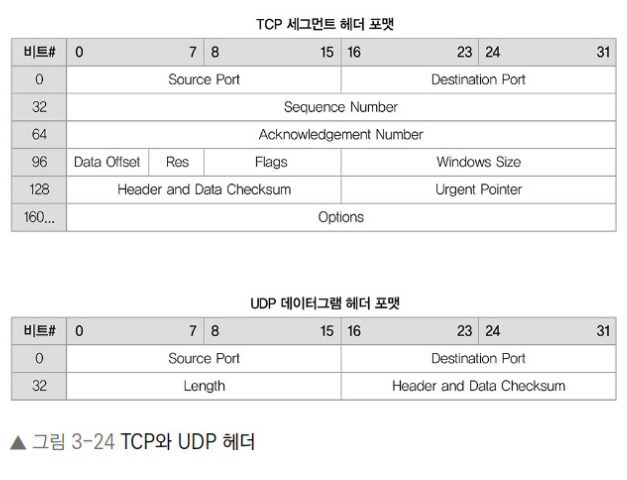 TCP 세그먼트 헤더 포맷
비트# 0 7 8 15 16 23 24 31
0 Source Port Destination Port
32 Sequence Number
64 Acknowledgement Number
96 Data Offset Res Flags Windows Size
128 Header and Data Checksum Urgent Pointer
160... Options
UDP 데이터그램 헤더 포맷
비트# 0 7 8 15 16 23 24 31
0 Source Port Destination Port
32 Length Header and Data Checksum
▲ 그림 3-24 TCP와 UDP 헤더